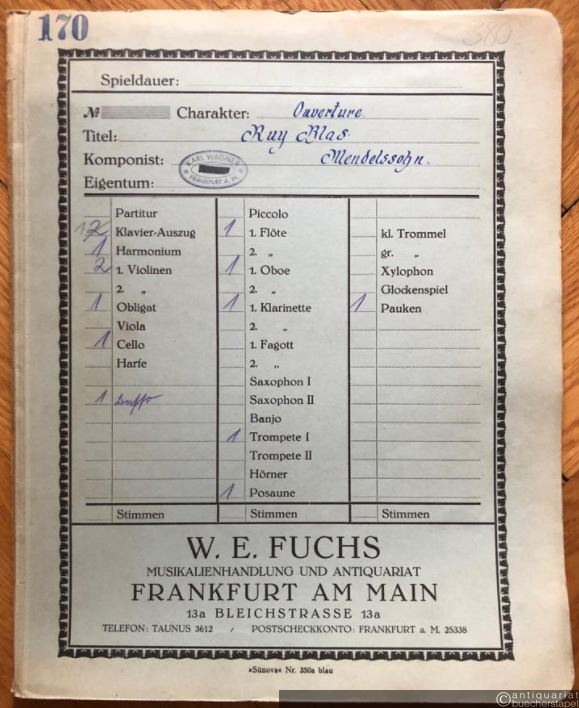 170
380
Spieldauer:
№ Charakter: Ouverture.
Titel: Ruy Blas.
Komponist: Mendelssohn.
KARL WAGNER
FRANKFURT A. M.
Eigentum:
Partitur
2 Klavier-Auszug
1 Harmonium
2 1. Violinen
2. „
1 Obligat
Viola
1 Cello
Harfe
1
Stimmen
Piccolo
1 1. Flöte
2. „
1 1. Oboe
2. „
1 1. Klarinette
2. „
1. Fagott
2. „
Saxophon I
Saxophon II
Banjo
1 Trompete I
Trompete II
Hörner
1 Posaune
Stimmen
kl. Trommel
gr. „
Xylophon
Glockenspiel
1 Pauken
Stimmen
W. E. FUCHS
MUSIKALIENHANDLUNG UND ANTIQUARIAT
FRANKFURT AM MAIN
13a BLEICHSTRASSE 13a
TELEFON: TAUNUS 3612 / POSTSCHECKKONTO: FRANKFURT a. M. 25338
»Sünova« Nr. 350a blau
©antiquariat
buecherstapel